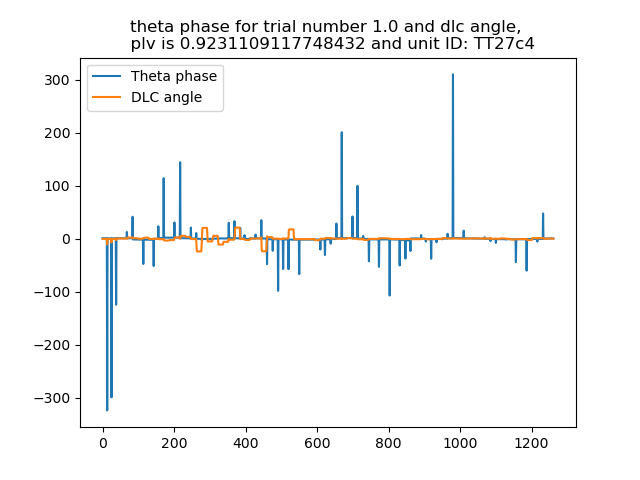 theta phase for trial number 1.0 and dlc angle,
plv is 0.9231109117748432 and unit ID: TT27c4
Theta phase
DLC angle
300
200
100
0
−100
−200
−300
0 200 400 600 800 1000 1200